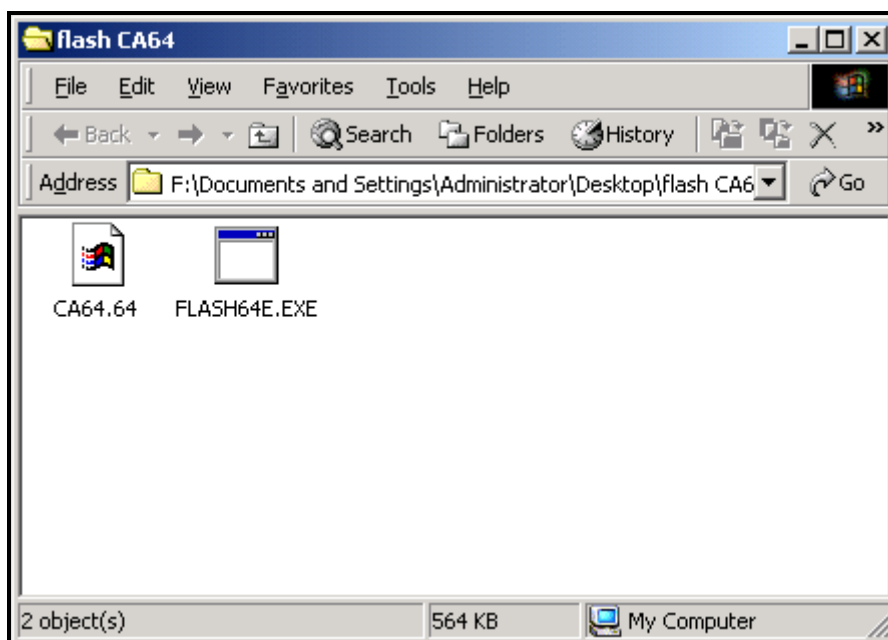 flash CA64
File Edit View Favorites Tools Help
Back Search Folders History »
Address F:\Documents and Settings\Administrator\Desktop\flash CA6 Go
CA64.64 FLASH64E.EXE
2 object(s) 564 KB My Computer